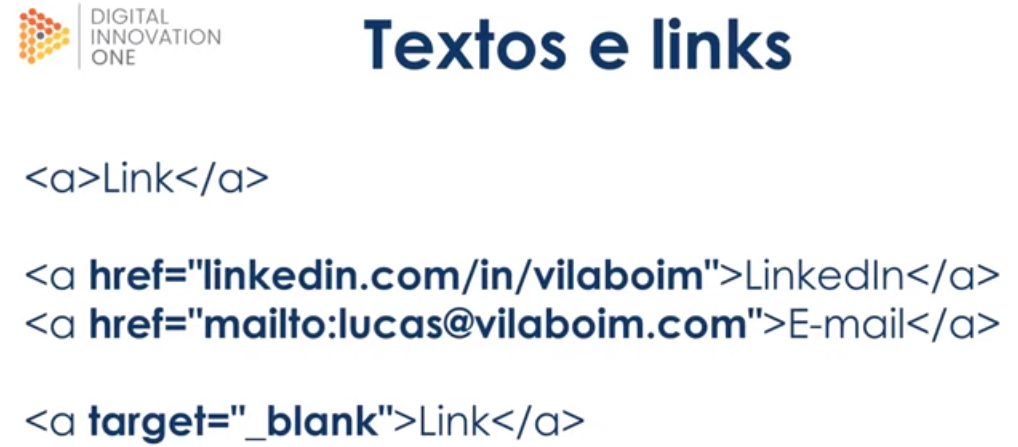 DIGITAL
INNOVATION
ONE
Textos e links
<a>Link</a>
<a href="linkedin.com/in/vilaboim">LinkedIn</a>
<a href="mailto:lucas@vilaboim.com">E-mail</a>
<a target="_blank">Link</a>